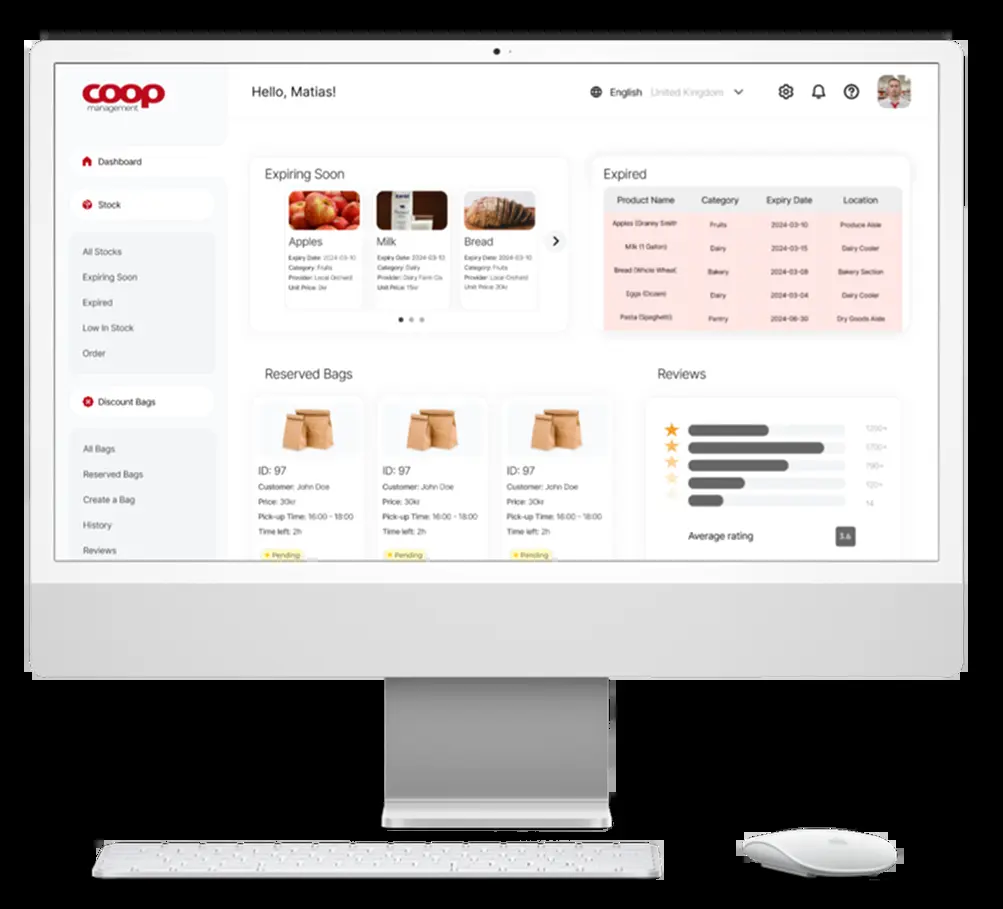 coop
management
Hello, Matias!
English United Kingdom
Dashboard
Stock
All Stocks
Expiring Soon
Expired
Low In Stock
Order
Discount Bags
All Bags
Reserved Bags
Create a Bag
History
Reviews
Expiring Soon
Apples
Expiry Date: 2024-03-10
Category: Fruits
Provider: Local Orchard
Unit Price: 5kr
Milk
Expiry Date: 2024-03-10
Category: Dairy
Provider: Dairy Farm Co
Unit Price: 15kr
Bread
Expiry Date: 2024-03-10
Category: Fruits
Provider: Local Orchard
Unit Price: 30kr
Expired
Product Name Category Expiry Date Location
Apples (Granny Smith Fruits 2024-03-10 Produce Aisle
Milk (1 Gallon) Dairy 2024-03-15 Dairy Cooler
Bread (Whole Wheat) Bakery 2024-03-08 Bakery Section
Eggs (Dozen) Dairy 2024-03-04 Dairy Cooler
Pasta (Spaghetti) Pantry 2024-06-30 Dry Goods Aisle
Reserved Bags
ID: 97
Customer: John Doe
Price: 30kr
Pick-up Time: 16:00 - 18:00
Time left: 2h
Pending
ID: 97
Customer: John Doe
Price: 30kr
Pick-up Time: 16:00 - 18:00
Time left: 2h
Pending
ID: 97
Customer: John Doe
Price: 30kr
Pick-up Time: 16:00 - 18:00
Time left: 2h
Pending
Reviews
1200+
1700+
790+
120+
14
Average rating 3.6